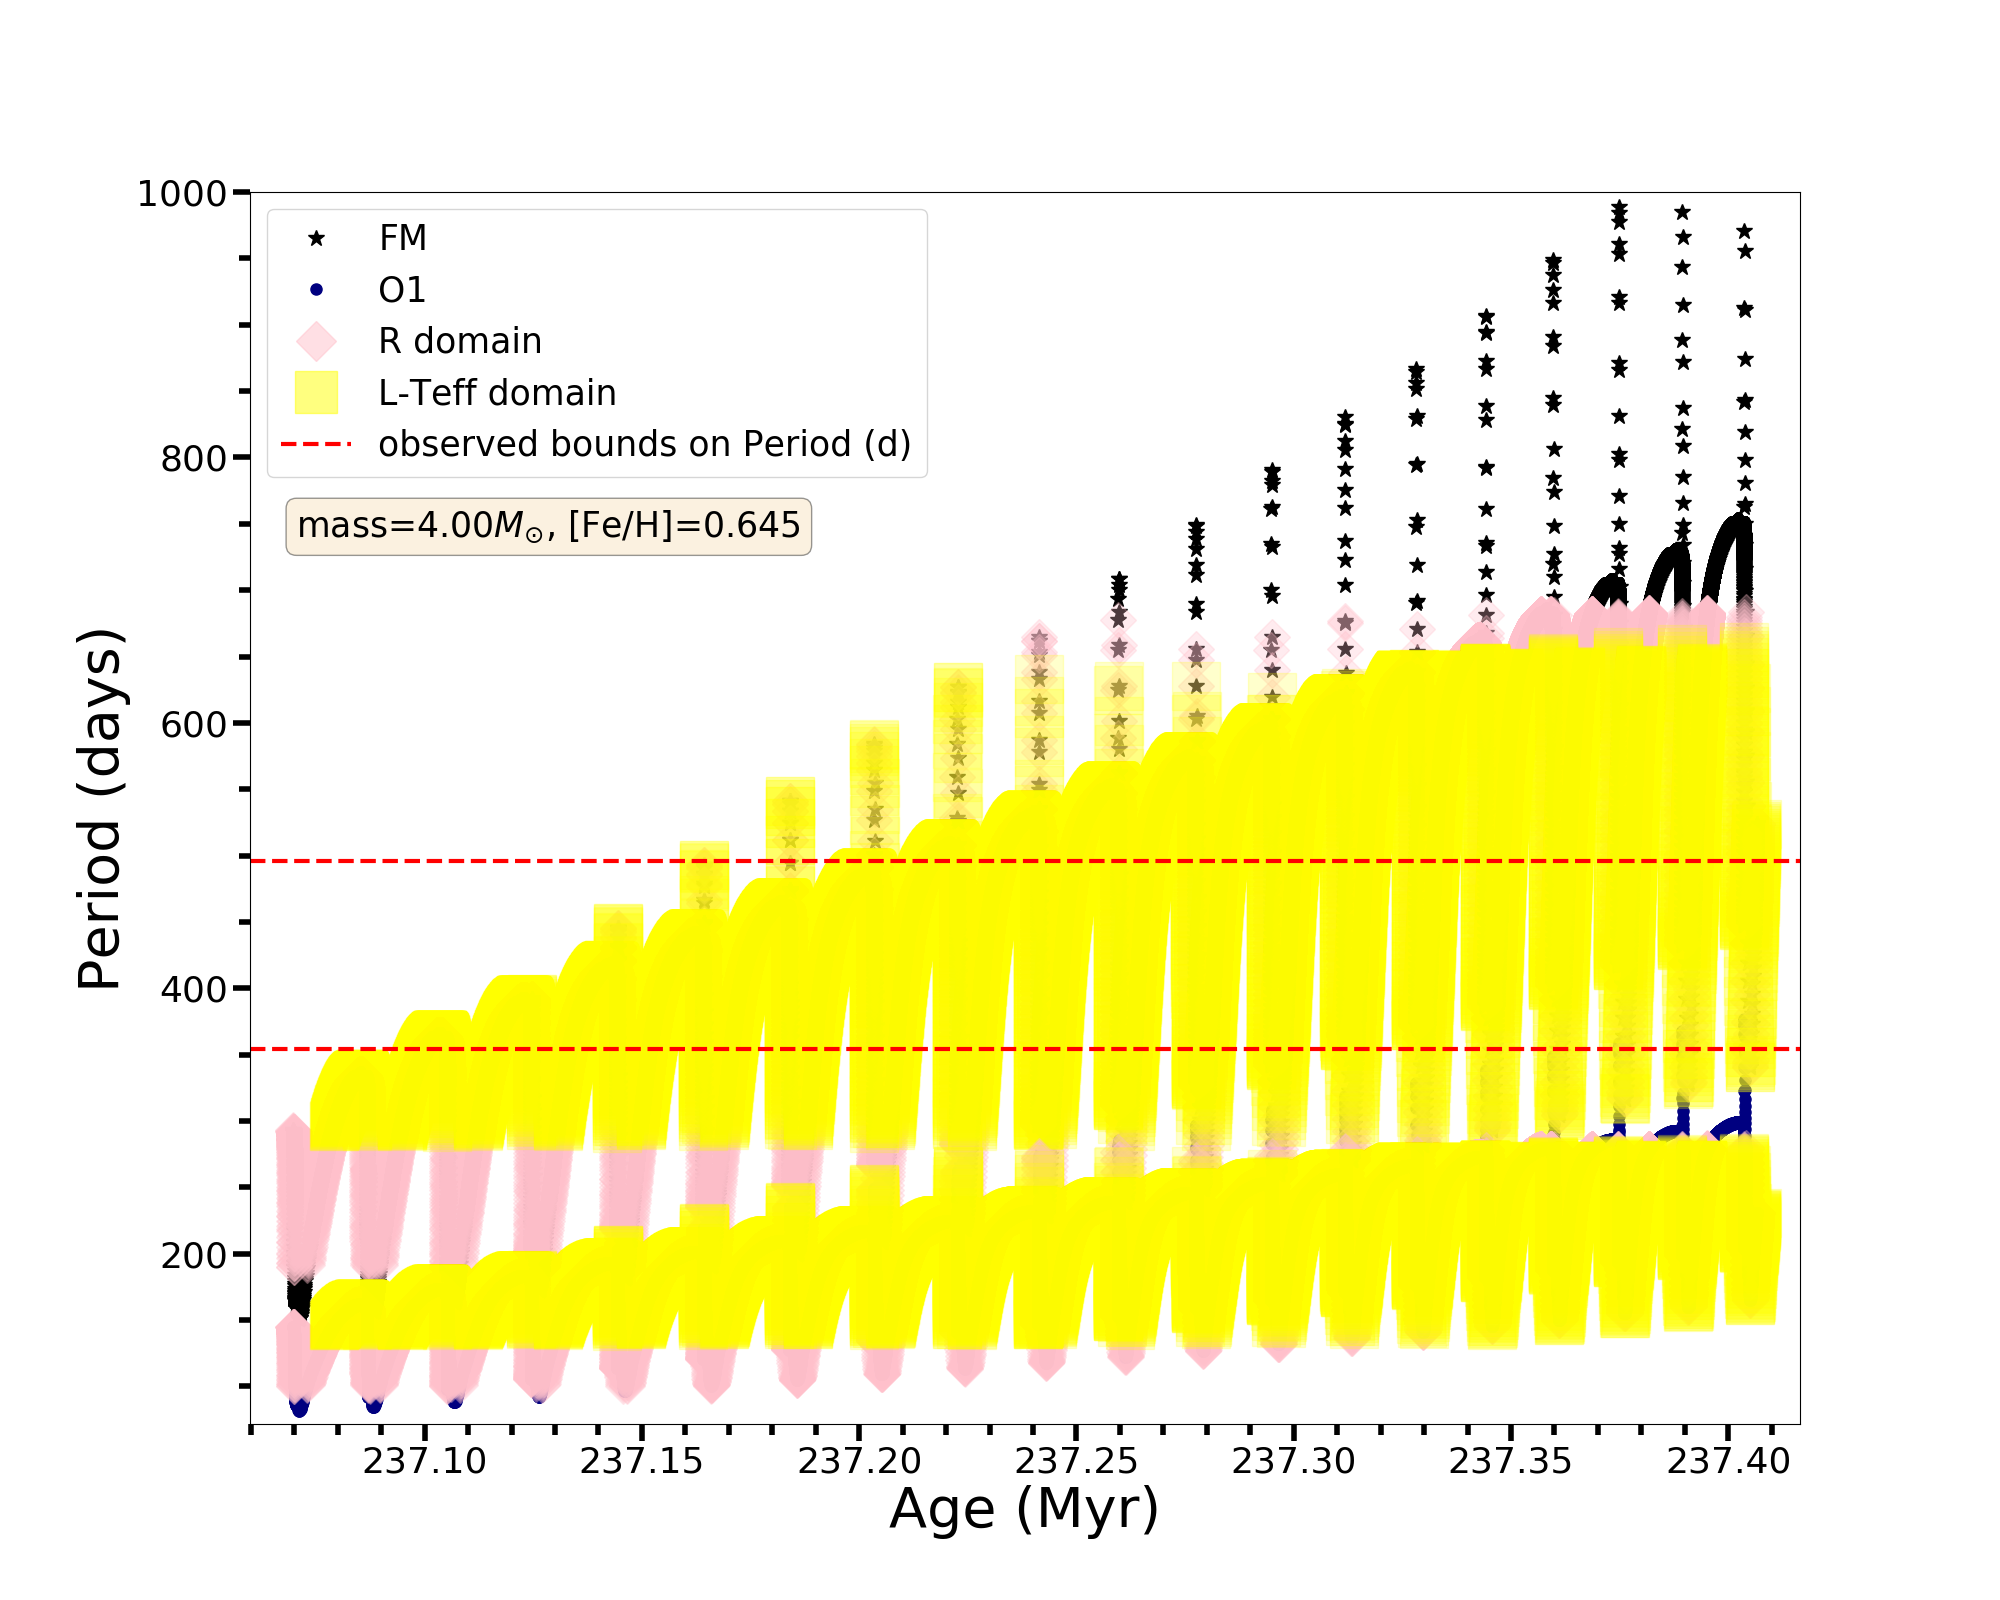 1000
800
600
400
200
Period (days)
FM
O1
R domain
L-Teff domain
observed bounds on Period (d)
mass=4.00M☉, [Fe/H]=0.645
237.10 237.15 237.20 237.25 237.30 237.35 237.40
Age (Myr)